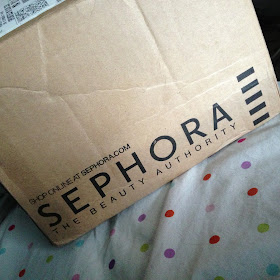 SHOP ONLINE AT SEPHORA.COM
SEPHORA
THE BEAUTY AUTHORITY